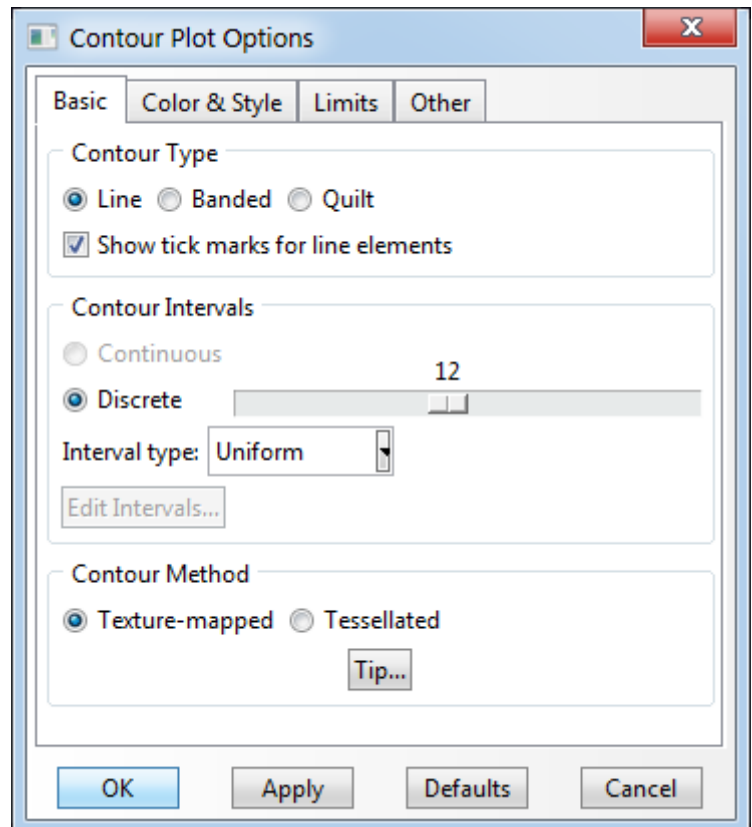 Contour Plot Options
Basic Color & Style Limits Other
Contour Type
Line Banded Quilt
Show tick marks for line elements
Contour Intervals
Continuous
12
Discrete
Interval type: Uniform
Edit Intervals...
Contour Method
Texture-mapped Tessellated
Tip...
OK Apply Defaults Cancel